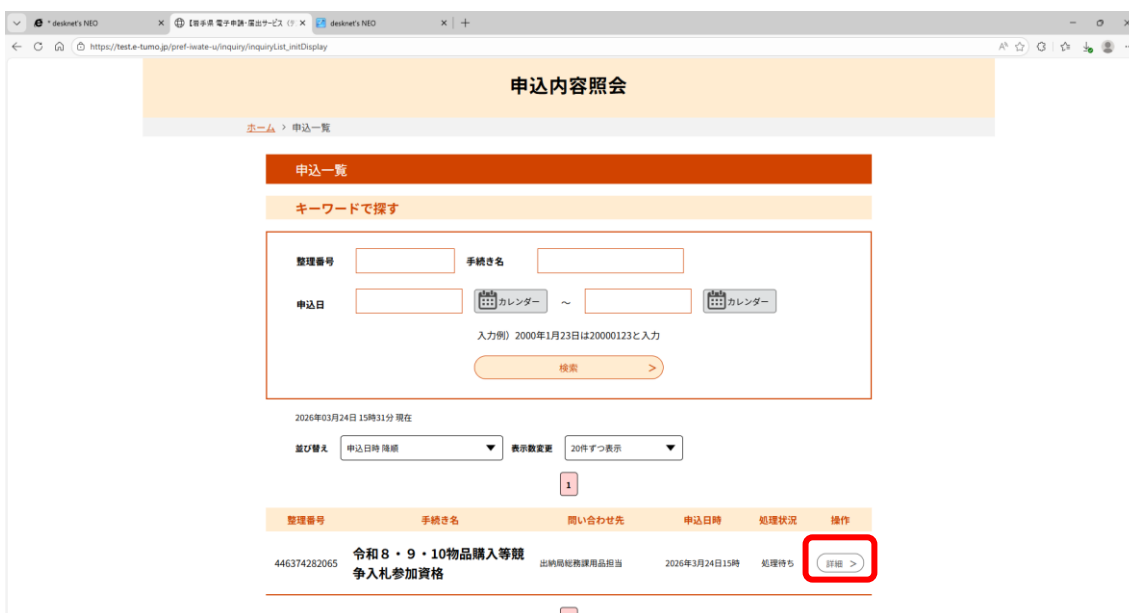 * desknet's NEO
【岩手県 電子申請・届出サービス (テ
desknet's NEO
https://test.e-tumo.jp/pref-iwate-u/inquiry/inquiryList_initDisplay
申込内容照会
ホーム > 申込一覧
申込一覧
キーワードで探す
整理番号 手続き名
申込日 カレンダー ~ カレンダー
入力例)2000年1月23日は20000123と入力
検索 >
2026年03月24日 15時31分 現在
並び替え 申込日時 降順 ▼ 表示数変更 20件ずつ表示 ▼
1
整理番号 手続き名 問い合わせ先 申込日時 処理状況 操作
446374282065 令和8・9・10物品購入等競 出納局総務課用品担当 2026年3月24日15時 処理待ち 詳細 >
争入札参加資格